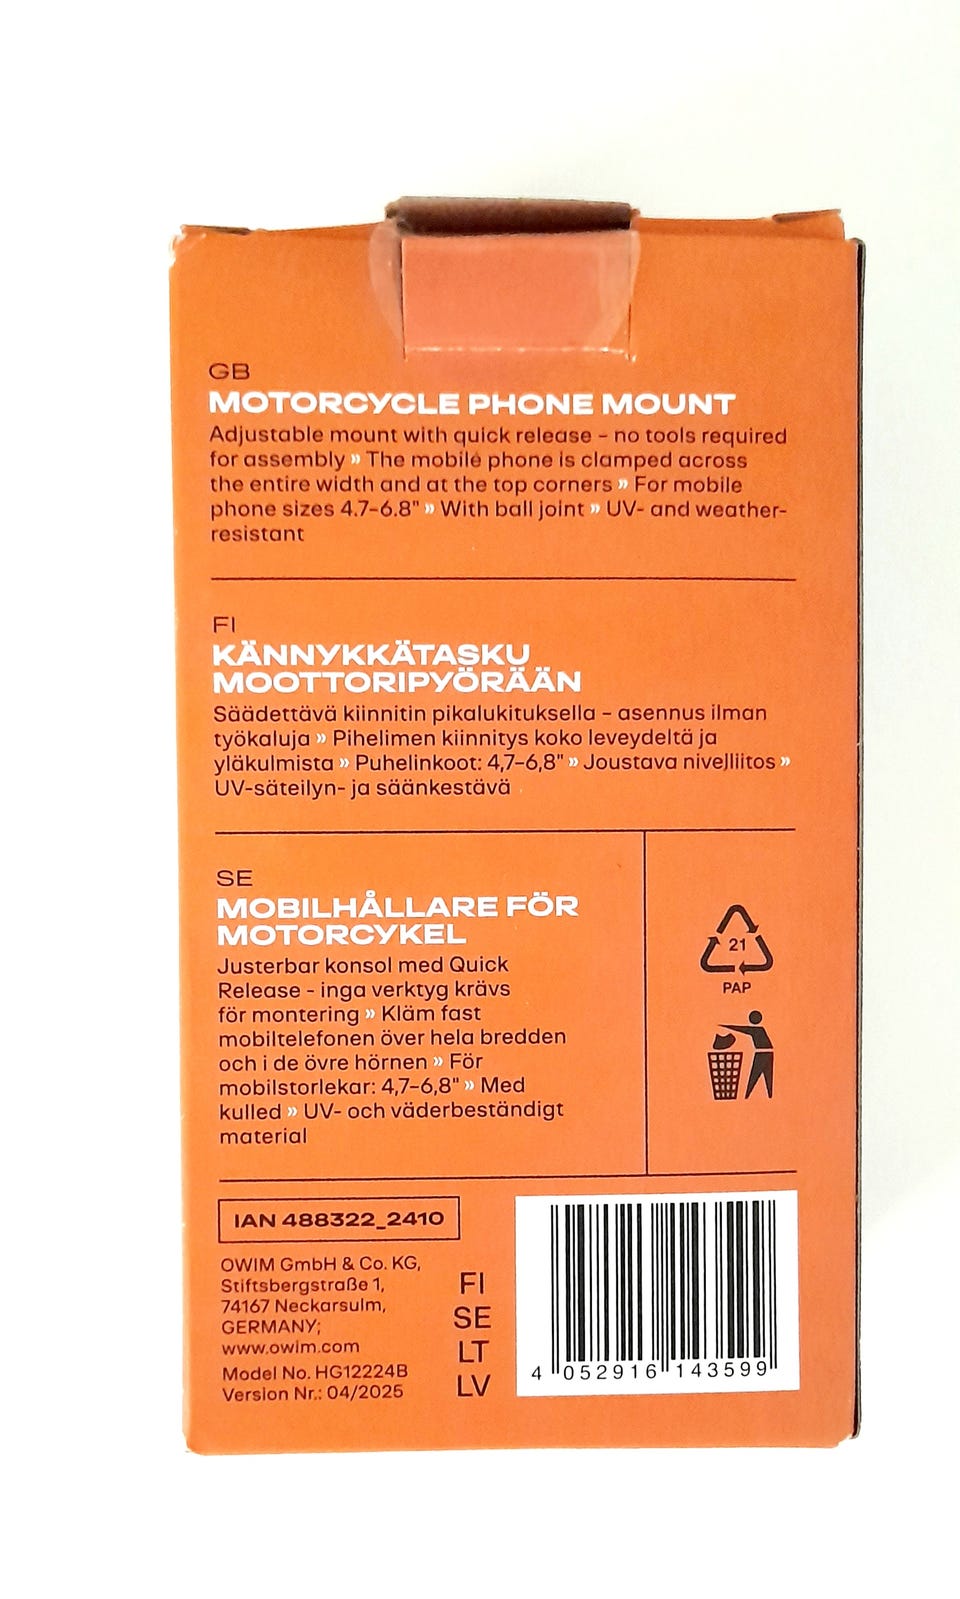 GB
MOTORCYCLE PHONE MOUNT
Adjustable mount with quick release – no tools required
for assembly » The mobile phone is clamped across
the entire width and at the top corners » For mobile
phone sizes 4.7–6.8" » With ball joint » UV- and weather-
resistant
FI
KÄNNYKKÄTASKU
MOOTTORIPYÖRÄÄN
Säädettävä kiinnitin pikalukituksella – asennus ilman
työkaluja » Pihelimen kiinnitys koko leveydeltä ja
yläkulmista » Puhelinkoot: 4,7–6,8" » Joustava nivelliitos »
UV-säteilyn- ja säänkestävä
SE
MOBILHÅLLARE FÖR
MOTORCYKEL
Justerbar konsol med Quick
Release - inga verktyg krävs
för montering » Kläm fast
mobiltelefonen över hela bredden
och i de övre hörnen » För
mobilstorlekar: 4,7–6,8" » Med
kulled » UV- och väderbeständigt
material
21
PAP
IAN 488322_2410
OWIM GmbH & Co. KG,
Stiftsbergstraße 1,
74167 Neckarsulm,
GERMANY;
www.owim.com
Model No. HG12224B
Version Nr.: 04/2025
FI
SE
LT
LV
4 052916 143599